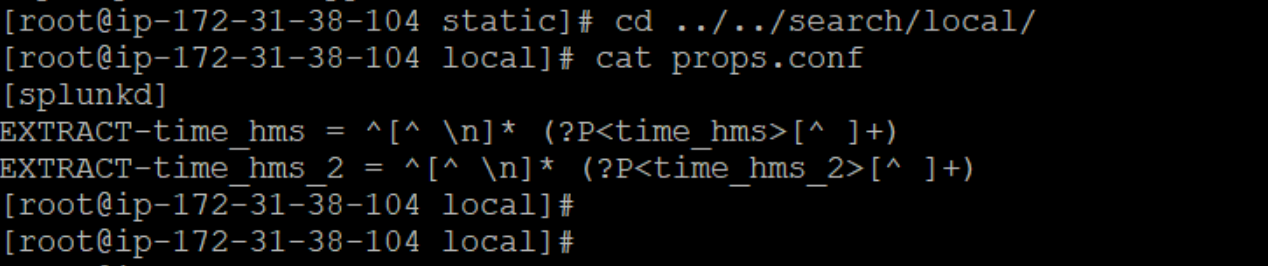 [root@ip-172-31-38-104 static]# cd ../../search/local/
[root@ip-172-31-38-104 local]# cat props.conf
[splunkd]
EXTRACT-time_hms = ^[^ \n]* (?P<time_hms>[^ ]+)
EXTRACT-time_hms_2 = ^[^ \n]* (?P<time_hms_2>[^ ]+)
[root@ip-172-31-38-104 local]#
[root@ip-172-31-38-104 local]#